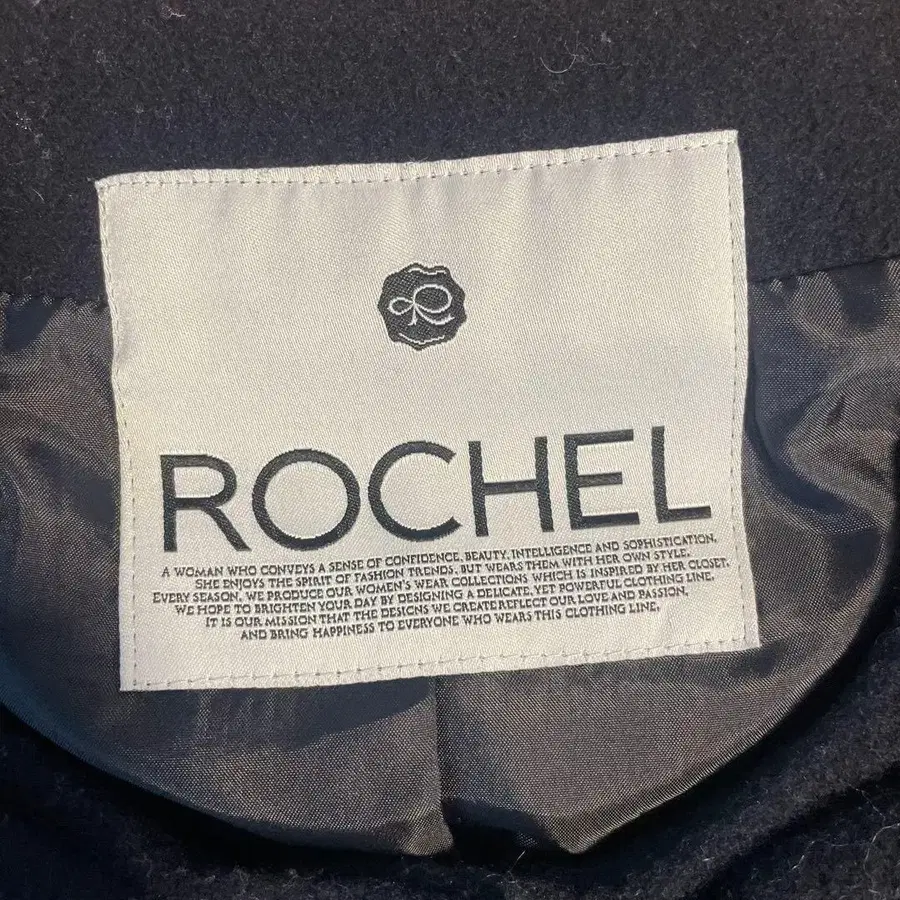 ROCHEL
A WOMAN WHO CONVEYS A SENSE OF CONFIDENCE, BEAUTY, INTELLIGENCE AND SOPHISTICATION,
SHE ENJOYS THE SPIRIT OF FASHION TRENDS, BUT WEARS THEM WITH HER OWN STYLE.
EVERY SEASON, WE PRODUCE OUR WOMEN'S WEAR COLLECTIONS WHICH IS INSPIRED BY HER CLOSET.
WE HOPE TO BRIGHTEN YOUR DAY BY DESIGNING A DELICATE, YET POWERFUL CLOTHING LINE.
IT IS OUR MISSION THAT THE DESIGNS WE CREATE REFLECT OUR LOVE AND PASSION,
AND BRING HAPPINESS TO EVERYONE WHO WEARS THIS CLOTHING LINE.